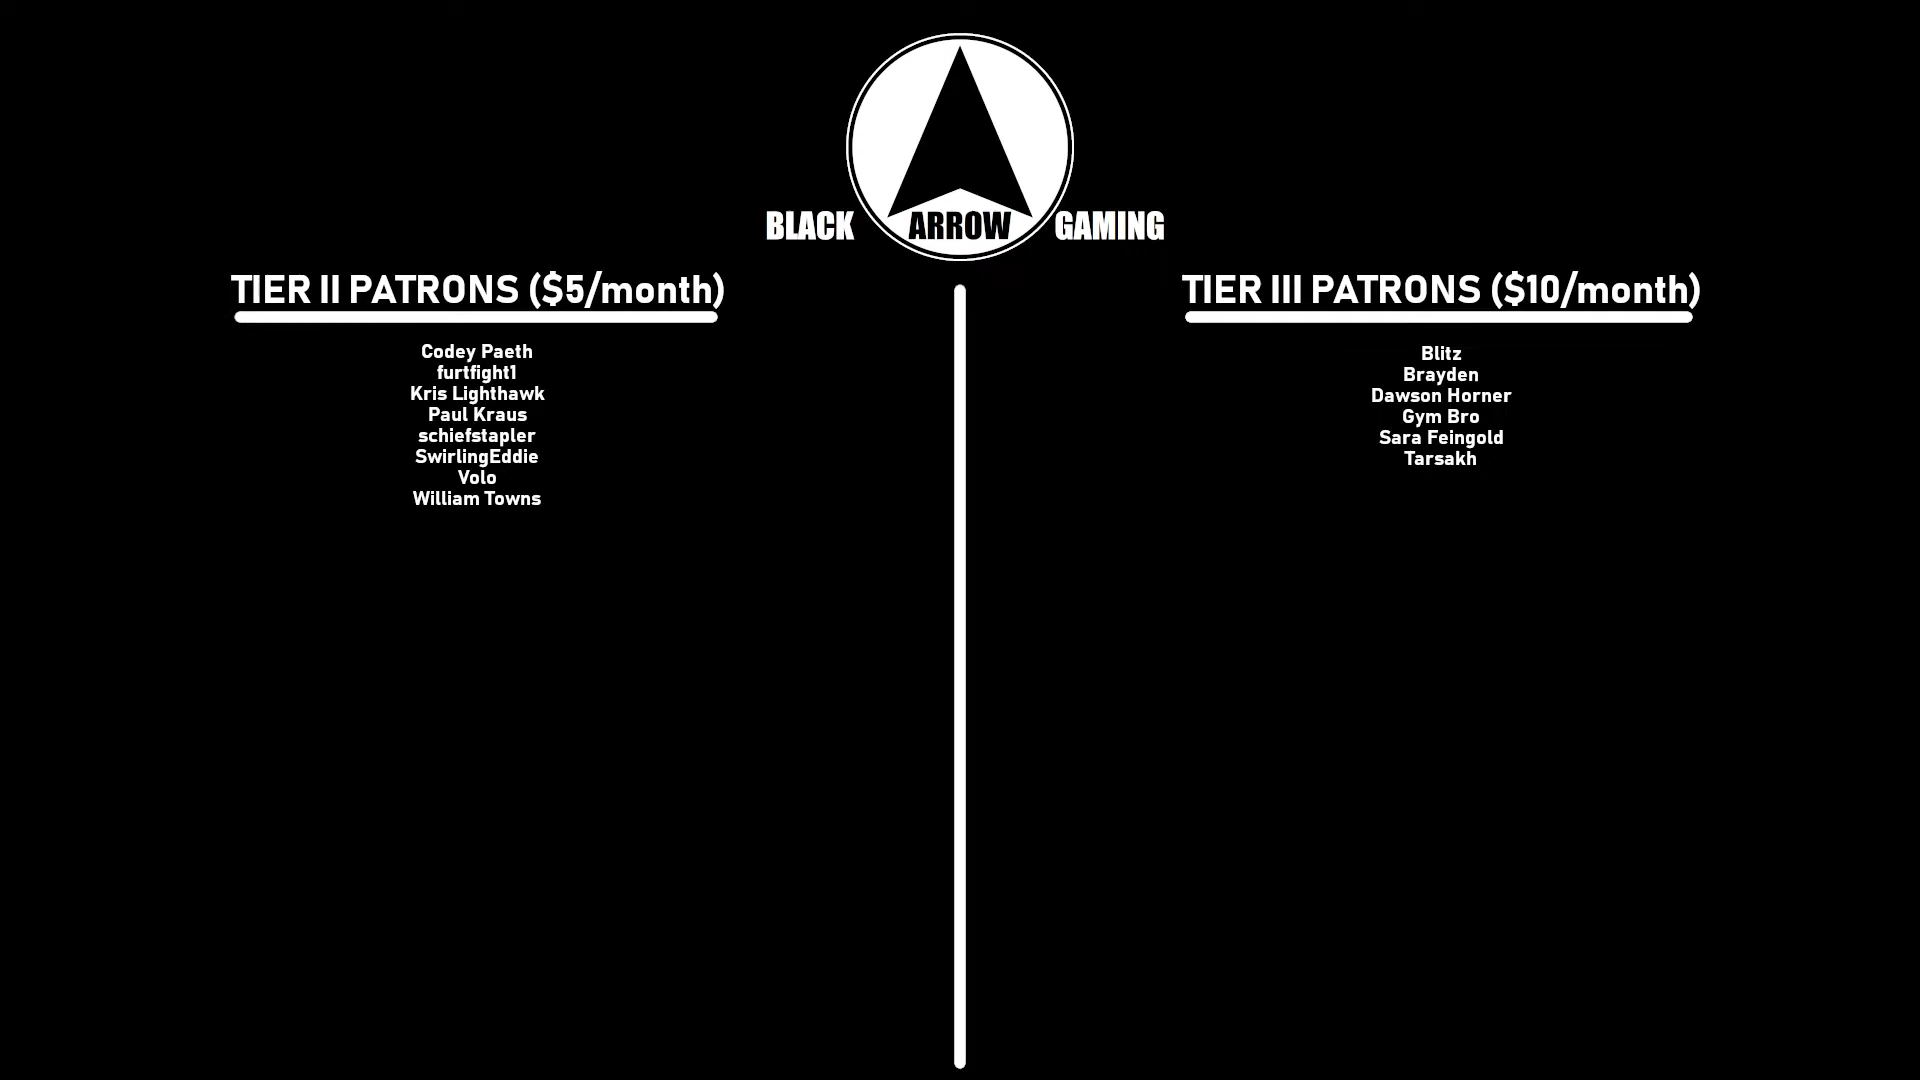 BLACK ARROW GAMING
TIER II PATRONS ($5/month)
Codey Paeth
furtfight1
Kris Lighthawk
Paul Kraus
schiefstapler
SwirlingEddie
Volo
William Towns
TIER III PATRONS ($10/month)
Blitz
Brayden
Dawson Horner
Gym Bro
Sara Feingold
Tarsakh